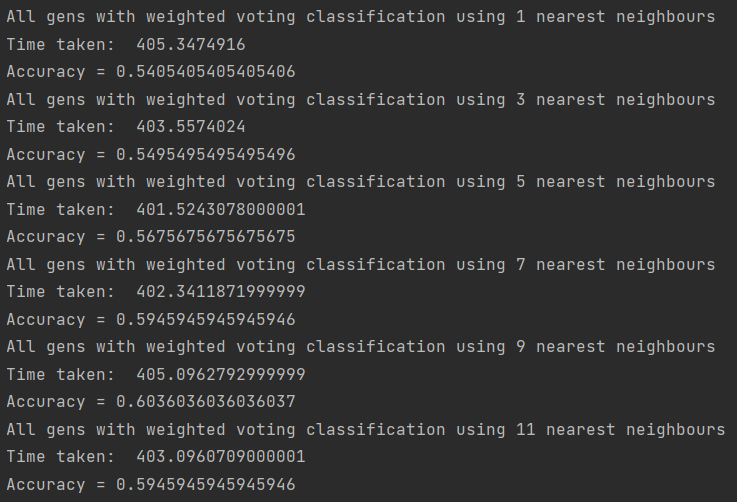 All gens with weighted voting classification using 1 nearest neighbours
Time taken:  405.3474916
Accuracy = 0.5405405405405406
All gens with weighted voting classification using 3 nearest neighbours
Time taken:  403.5574024
Accuracy = 0.5495495495495496
All gens with weighted voting classification using 5 nearest neighbours
Time taken:  401.5243078000001
Accuracy = 0.5675675675675675
All gens with weighted voting classification using 7 nearest neighbours
Time taken:  402.3411871999999
Accuracy = 0.5945945945945946
All gens with weighted voting classification using 9 nearest neighbours
Time taken:  405.0962792999999
Accuracy = 0.6036036036036037
All gens with weighted voting classification using 11 nearest neighbours
Time taken:  403.0960709000001
Accuracy = 0.5945945945945946